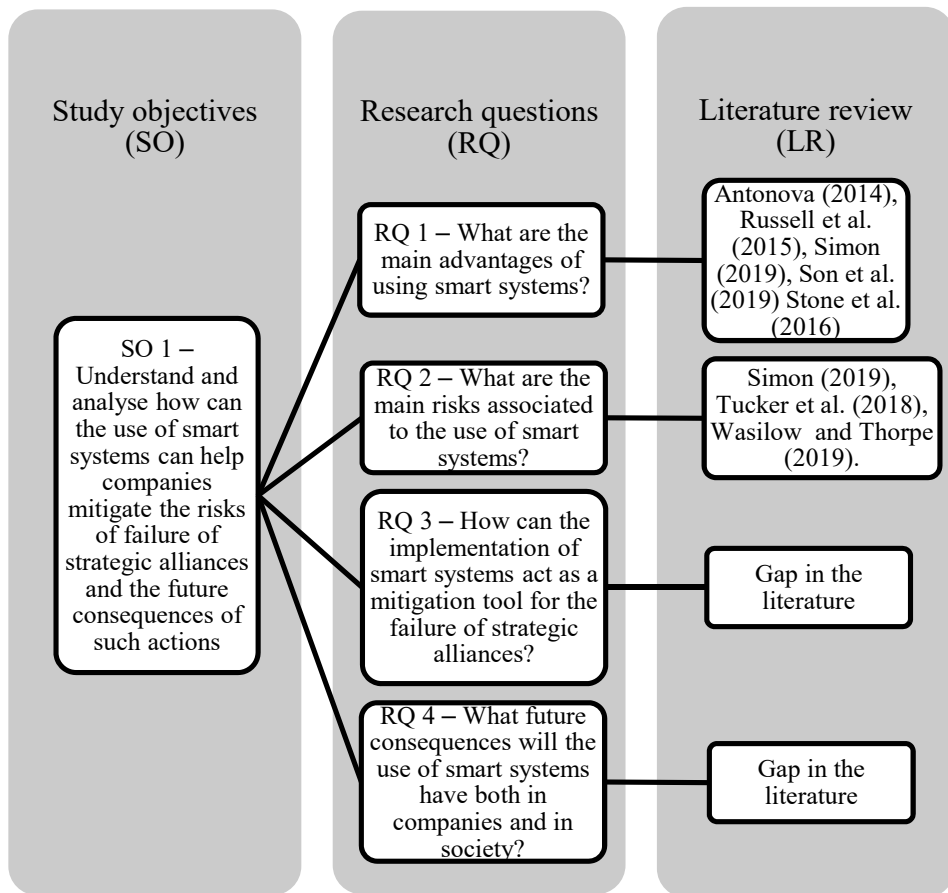 Study objectives
(SO)
Research questions
(RQ)
Literature review
(LR)
SO 1 –
Understand and
analyse how can
the use of smart
systems can help
companies
mitigate the risks
of failure of
strategic alliances
and the future
consequences of
such actions
RQ 1 – What are the
main advantages of
using smart systems?
Antonova (2014),
Russell et al.
(2015), Simon
(2019), Son et al.
(2019) Stone et al.
(2016)
RQ 2 – What are the
main risks associated
to the use of smart
systems?
Simon (2019),
Tucker et al. (2018),
Wasilow and Thorpe
(2019).
RQ 3 – How can the
implementation of
smart systems act as a
mitigation tool for the
failure of strategic
alliances?
Gap in the
literature
RQ 4 – What future
consequences will the
use of smart systems
have both in
companies and in
society?
Gap in the
literature